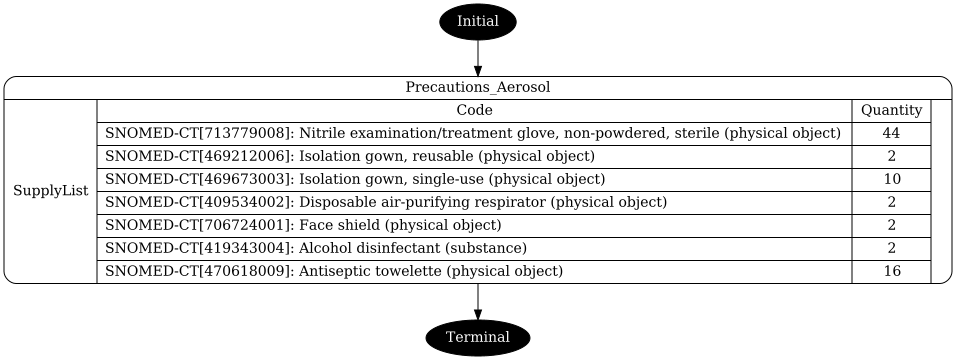 Initial
Precautions_Aerosol
SupplyList
Code Quantity
SNOMED-CT[713779008]: Nitrile examination/treatment glove, non-powdered, sterile (physical object) 44
SNOMED-CT[469212006]: Isolation gown, reusable (physical object) 2
SNOMED-CT[469673003]: Isolation gown, single-use (physical object) 10
SNOMED-CT[409534002]: Disposable air-purifying respirator (physical object) 2
SNOMED-CT[706724001]: Face shield (physical object) 2
SNOMED-CT[419343004]: Alcohol disinfectant (substance) 2
SNOMED-CT[470618009]: Antiseptic towelette (physical object) 16
Terminal